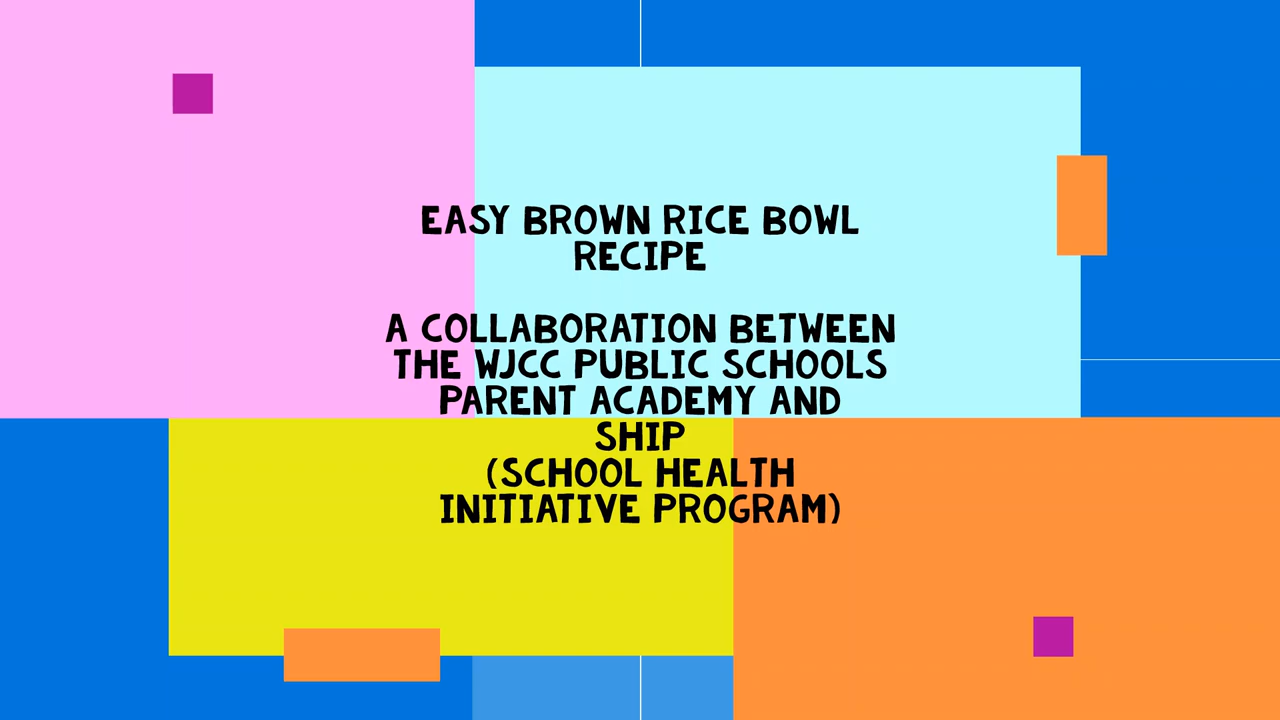 EASY BROWN RICE BOWL
RECIPE
A COLLABORATION BETWEEN
THE WJCC PUBLIC SCHOOLS
PARENT ACADEMY AND
SHIP
(SCHOOL HEALTH
INITIATIVE PROGRAM)